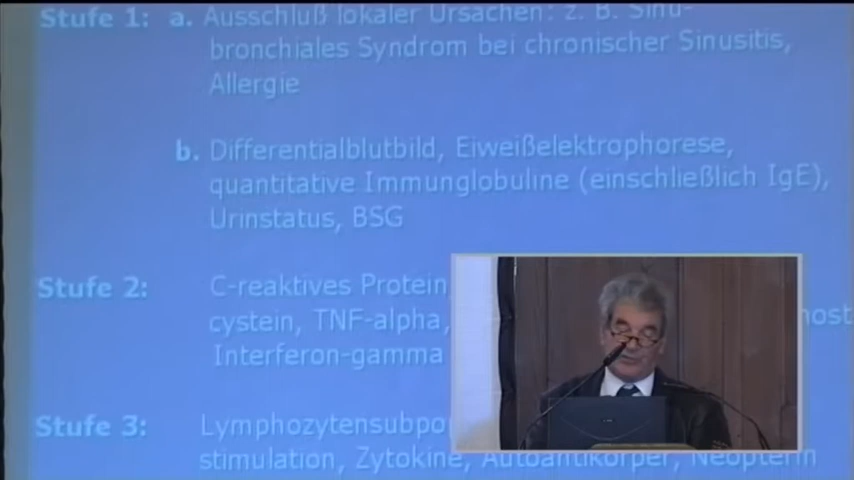 Stufe 1: a. Ausschluß lokaler Ursachen: z. B. Sinu-
bronchiales Syndrom bei chronischer Sinusitis,
Allergie
b. Differentialblutbild, Eiweißelektrophorese,
quantitative Immunglobuline (einschließlich IgE),
Urinstatus, BSG
Stufe 2: C-reaktives Protein
cystein, TNF-alpha,
Interferon-gamma
Stufe 3:
stimulation, Zytokine, Autoantikörper, Neopterin